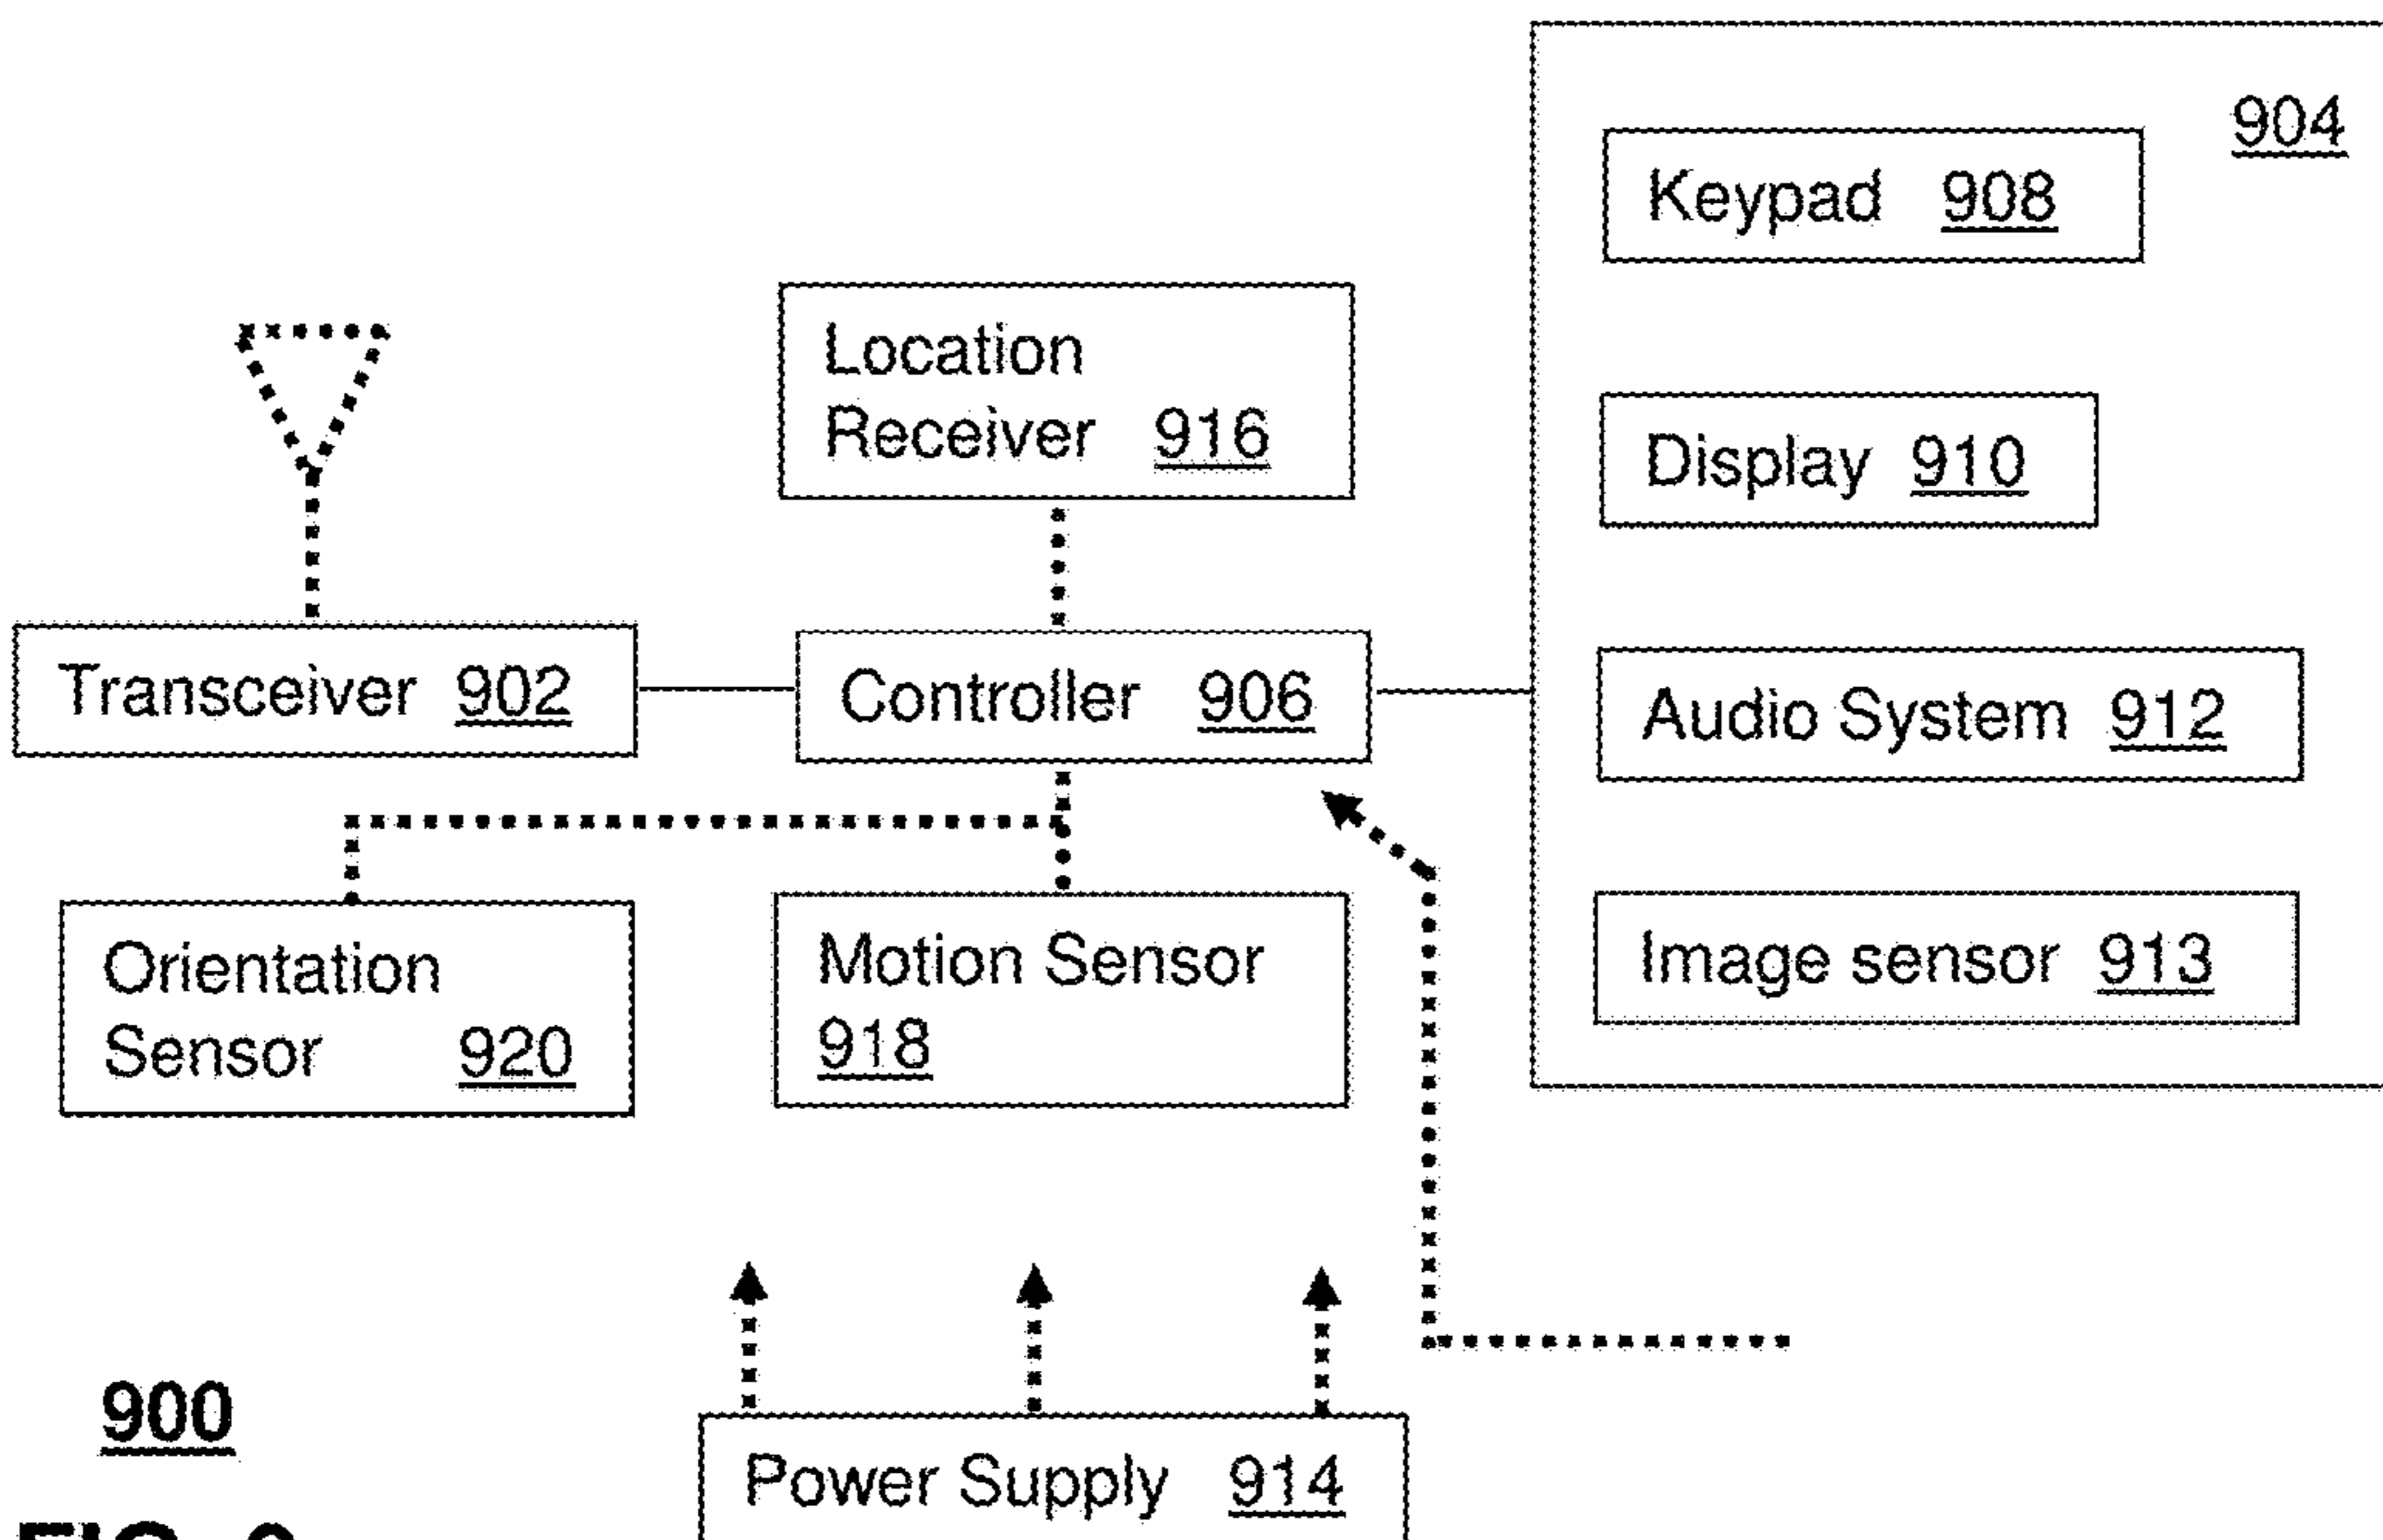 904
Keypad 908
Location
Receiver 916
Display 910
Transceiver 902
Controller 906
Audio System 912
Orientation
Sensor 920
Motion Sensor
918
Image sensor 913
900
Power Supply 914